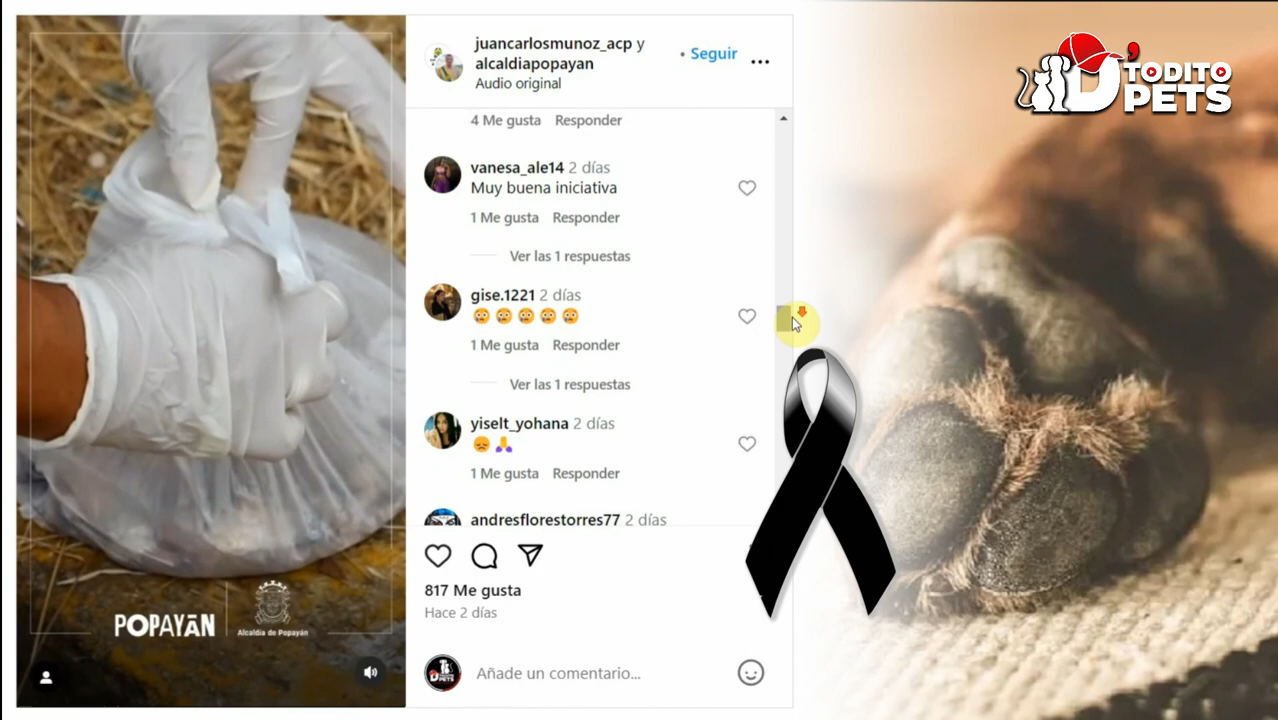 juancarlosmunoz_acp y
alcaldiapopayan
• Seguir
Audio original
4 Me gusta Responder
vanesa_ale14 2 días
Muy buena iniciativa
1 Me gusta Responder
Ver las 1 respuestas
gise.1221 2 días
1 Me gusta Responder
Ver las 1 respuestas
yiselt_yohana 2 días
1 Me gusta Responder
andresflorestorres77 2 días
817 Me gusta
Hace 2 días
Añade un comentario...
POPAYĀN
Alcaldía de Popayán
D'TODITO
PETS